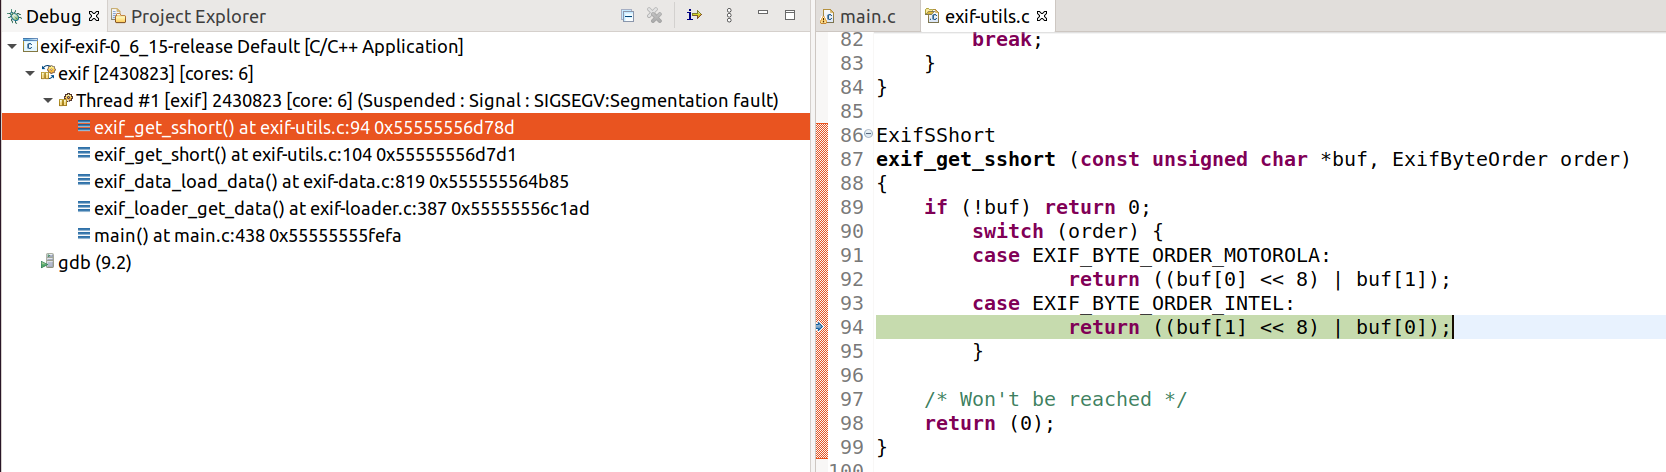 Debug
Project Explorer
exif-exif-0_6_15-release Default [C/C++ Application]
exif [2430823] [cores: 6]
Thread #1 [exif] 2430823 [core: 6] (Suspended : Signal : SIGSEGV:Segmentation fault)
exif_get_sshort() at exif-utils.c:94 0x55555556d78d
exif_get_short() at exif-utils.c:104 0x55555556d7d1
exif_data_load_data() at exif-data.c:819 0x555555564b85
exif_loader_get_data() at exif-loader.c:387 0x55555556c1ad
main() at main.c:438 0x55555555fefa
gdb (9.2)
main.c
exif-utils.c
82 break;
83 }
84 }
85
86 ExifSShort
87 exif_get_sshort (const unsigned char *buf, ExifByteOrder order)
88 {
89 if (!buf) return 0;
90 switch (order) {
91 case EXIF_BYTE_ORDER_MOTOROLA:
92 return ((buf[0] << 8) | buf[1]);
93 case EXIF_BYTE_ORDER_INTEL:
94 return ((buf[1] << 8) | buf[0]);
95 }
96
97 /* Won't be reached */
98 return (0);
99 }
100